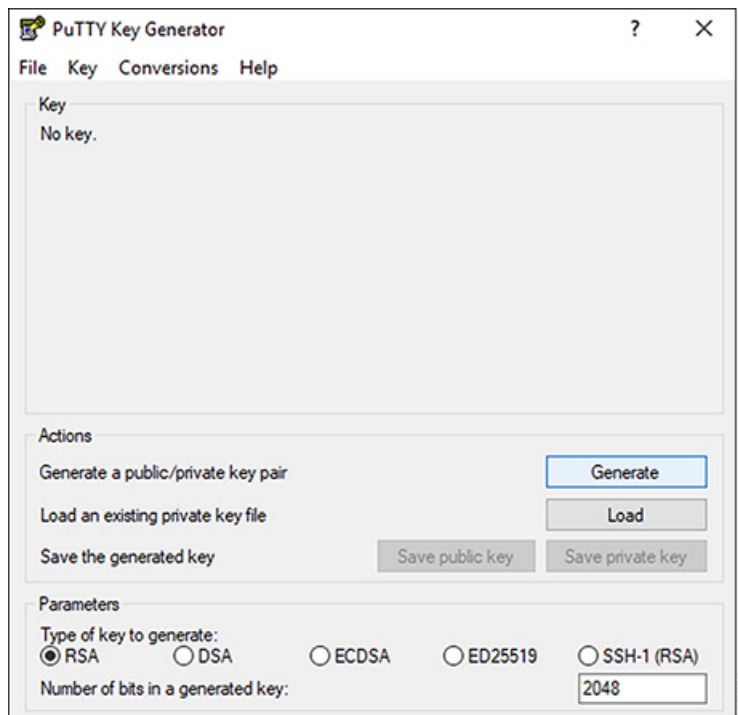 PuTTY Key Generator ?
File Key Conversions Help
Key
No key.
Actions
Generate a public/private key pair Generate
Load an existing private key file Load
Save the generated key Save public key Save private key
Parameters
Type of key to generate:
RSA DSA ECDSA ED25519 SSH-1 (RSA)
Number of bits in a generated key: 2048